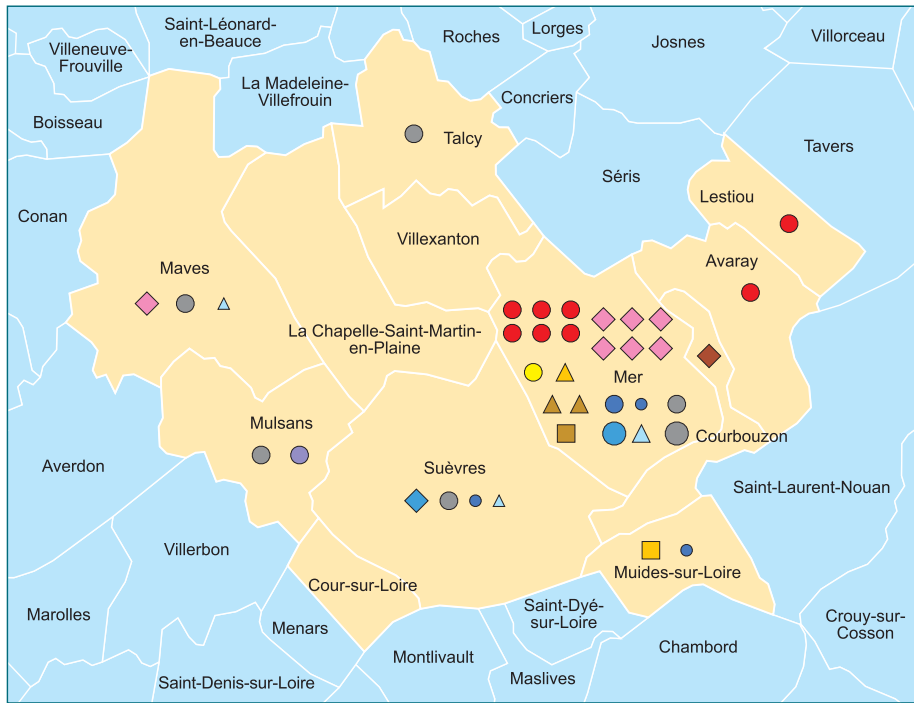 Saint-Léonard-
en-Beauce
Roches
Lorges
Josnes
Villorceau
Villeneuve-
Frouville
La Madeleine-
Villefrouin
Concriers
Boisseau
Talcy
Tavers
Séris
Lestiou
Conan
Villexanton
Avaray
Maves
La Chapelle-Saint-Martin-
en-Plaine
Mer
Mulsans
Courbouzon
Averdon
Suèvres
Saint-Laurent-Nouan
Villerbon
Muides-sur-Loire
Cour-sur-Loire
Marolles
Saint-Dyé-
sur-Loire
Crouy-sur-
Cosson
Menars
Chambord
Montlivault
Maslives
Saint-Denis-sur-Loire